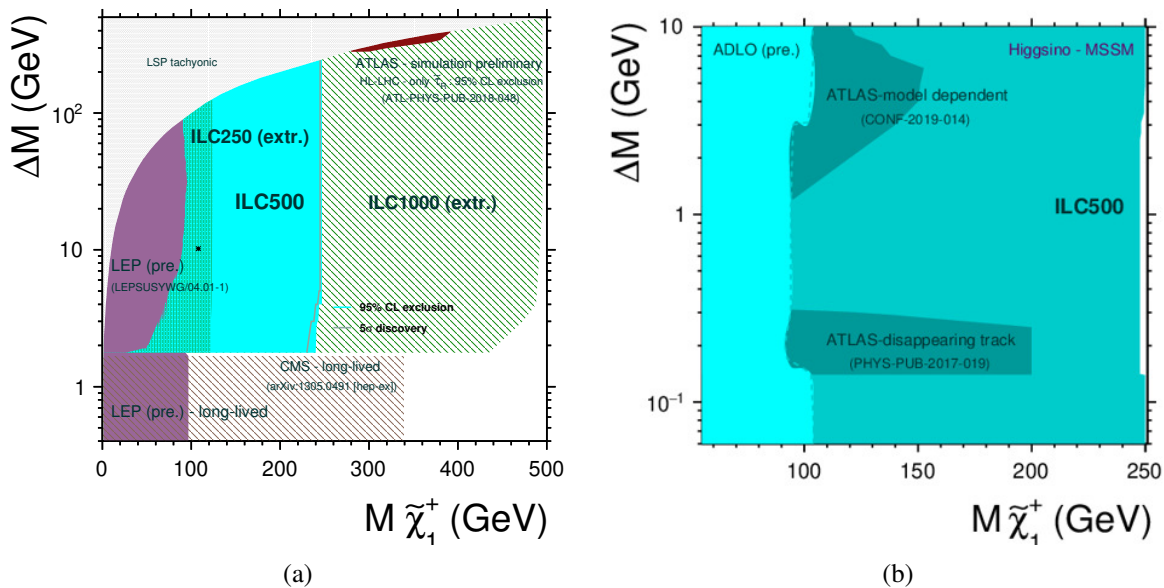 ΔM (GeV)
10²
10
1
LSP tachyonic
ATLAS - simulation preliminary
HL-LHC - only τ̃R : 95% CL exclusion
(ATL-PHYS-PUB-2018-048)
ILC250 (extr.)
ILC500
ILC1000 (extr.)
LEP (pre.)
(LEPSUSYWG/04.01-1)
95% CL exclusion
5σ discovery
CMS - long-lived
(arXiv:1305.0491 [hep-ex])
LEP (pre.) - long-lived
0 100 200 300 400 500
M χ̃₁⁺ (GeV)
(a)
ΔM (GeV)
10
1
10⁻¹
ADLO (pre.)
Higgsino - MSSM
ATLAS-model dependent
(CONF-2019-014)
ILC500
ATLAS-disappearing track
(PHYS-PUB-2017-019)
100 150 200 250
M χ̃₁⁺ (GeV)
(b)